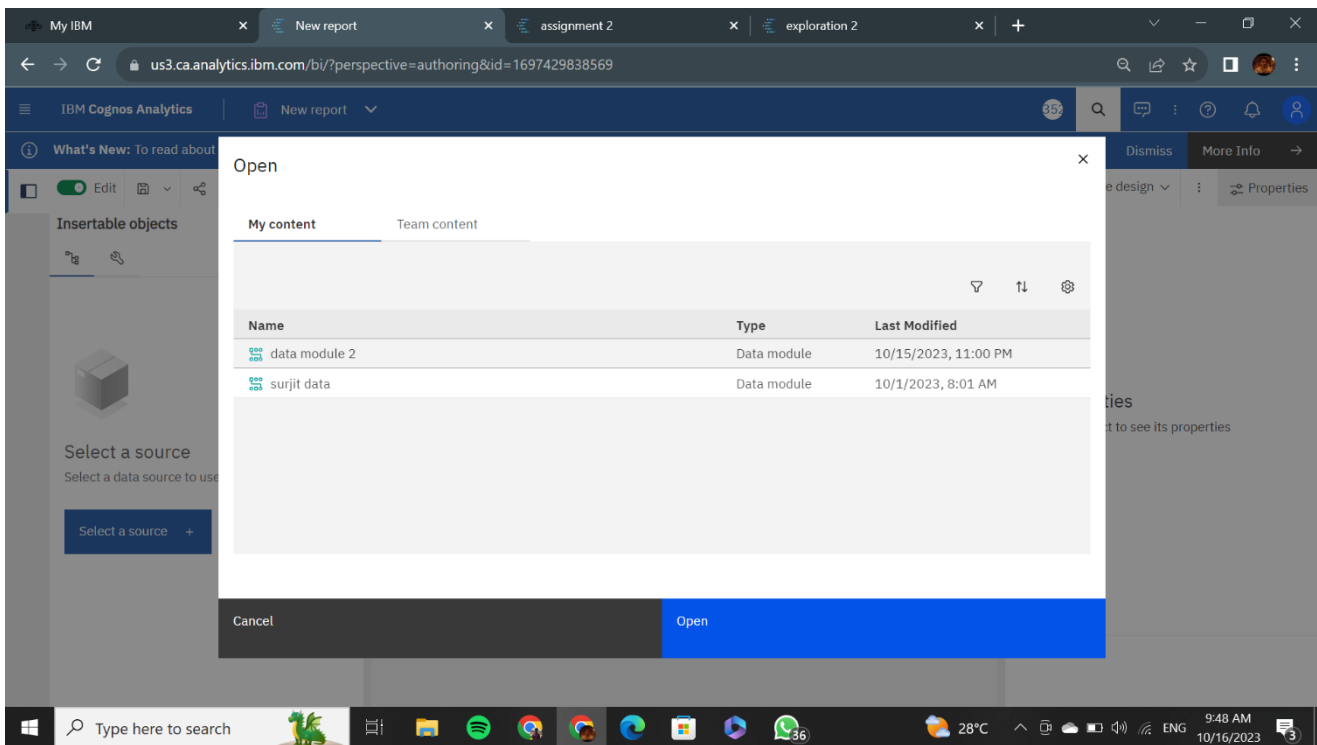 My IBM
New report
assignment 2
exploration 2
us3.ca.analytics.ibm.com/bi/?perspective=authoring&id=1697429838569
IBM Cognos Analytics
New report
What's New: To read about
Dismiss
More Info
Edit
e design
Properties
Insertable objects
Open
My content
Team content
Name Type Last Modified
data module 2 Data module 10/15/2023, 11:00 PM
surjit data Data module 10/1/2023, 8:01 AM
Select a source
Select a data source to use
Select a source +
ties
ct to see its properties
Cancel
Open
Type here to search
36
28°C
ENG
9:48 AM
10/16/2023
3